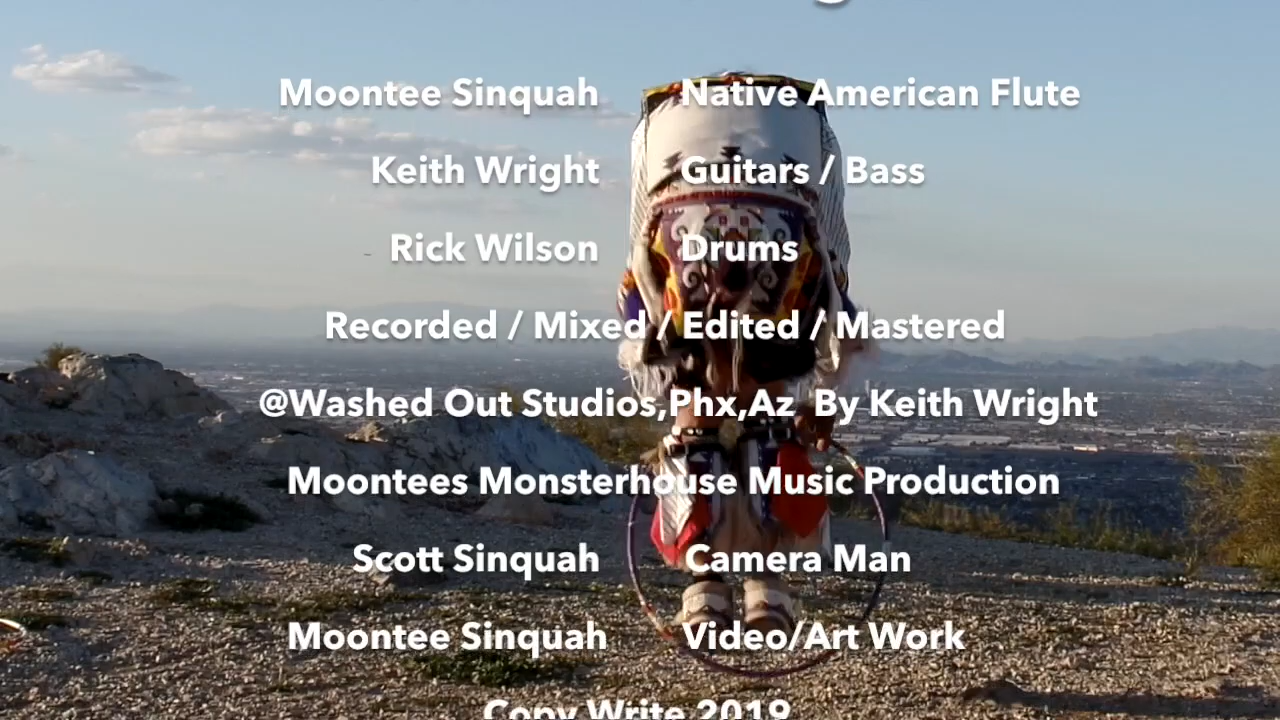 Moontee Sinquah Native American Flute
Keith Wright Guitars / Bass
Rick Wilson Drums
Recorded / Mixed / Edited / Mastered
@Washed Out Studios,Phx,Az By Keith Wright
Moontees Monsterhouse Music Production
Scott Sinquah Camera Man
Moontee Sinquah Video/Art Work
Copy Write 2019